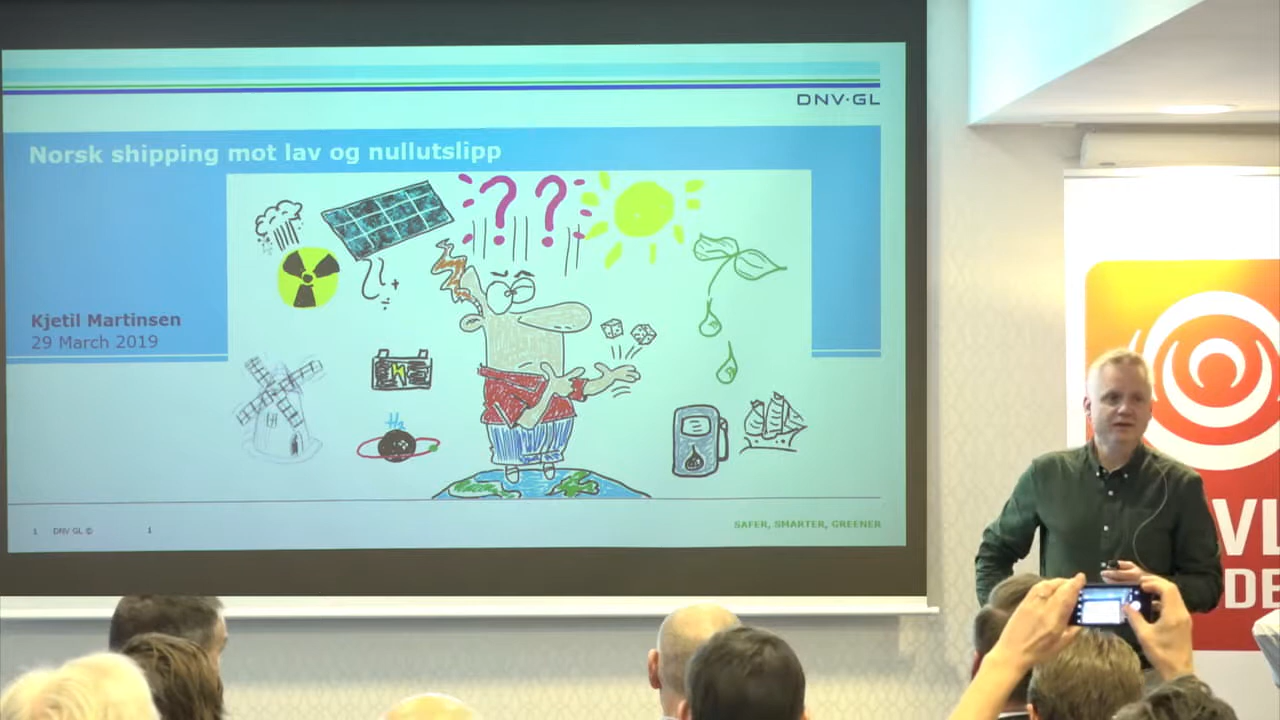 DNV·GL
Norsk shipping mot lav og nullutslipp
? ?
Kjetil Martinsen
29 March 2019
H₂
SAFER, SMARTER, GREENER
1 DNV GL © 1
VL
DE